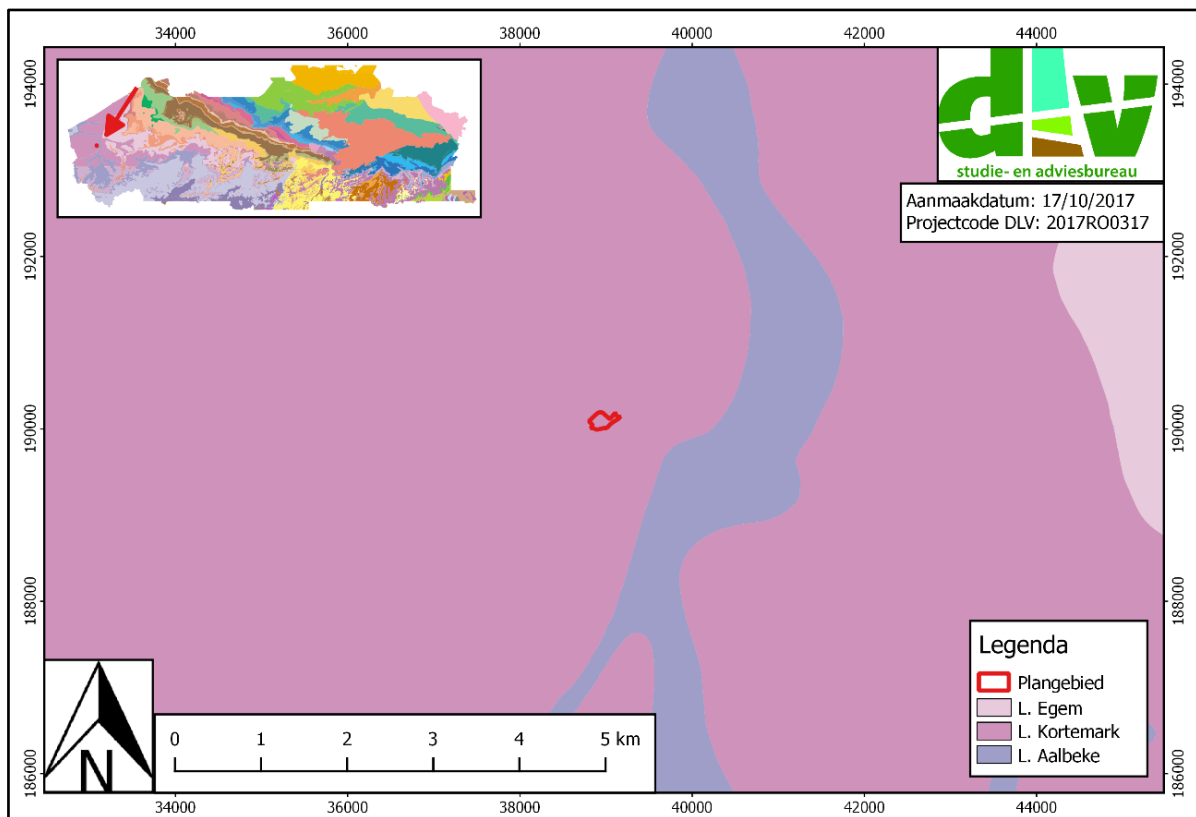 34000 36000 38000 40000 42000 44000
194000 194000
dlv
studie- en adviesbureau
Aanmaakdatum: 17/10/2017
Projectcode DLV: 2017RO0317
192000 192000
190000 190000
188000 188000
Legenda
Plangebied
L. Egem
L. Kortemark
L. Aalbeke
N
0 1 2 3 4 5 km
186000 186000
34000 36000 38000 40000 42000 44000